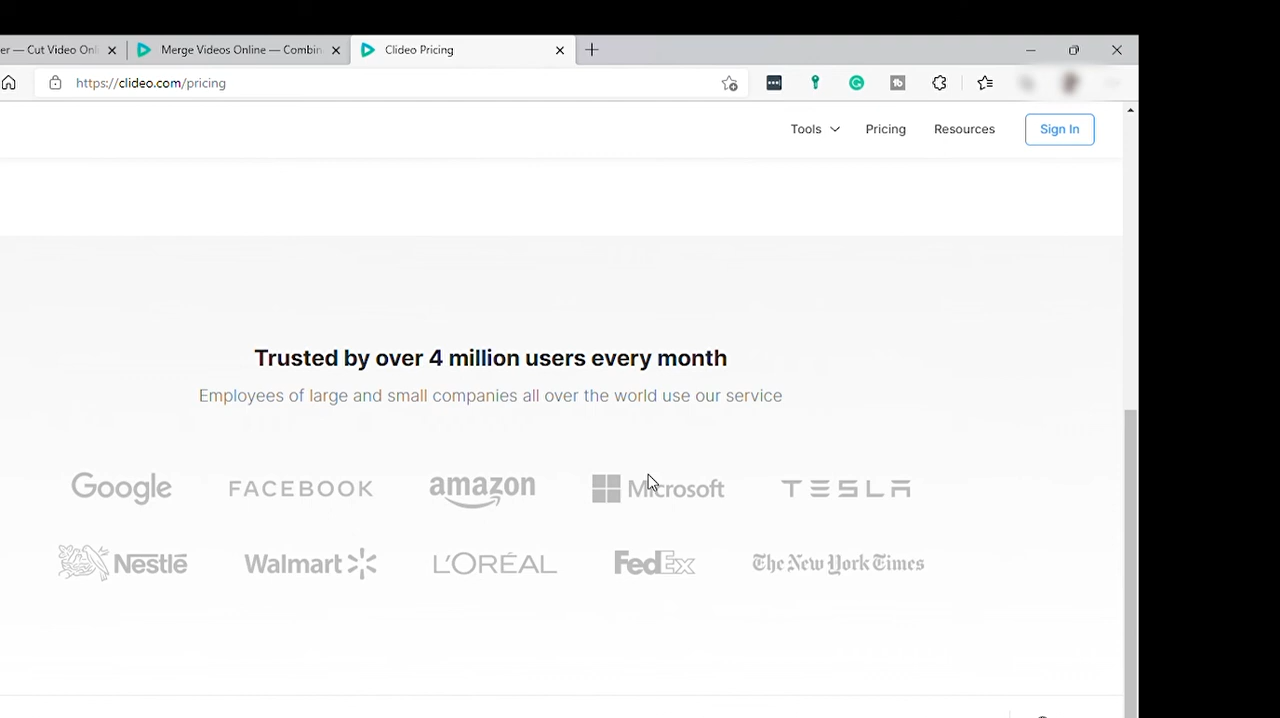 er — Cut Video Onl
Merge Videos Online — Combin
Clideo Pricing
https://clideo.com/pricing
Tools
Pricing
Resources
Sign In
Trusted by over 4 million users every month
Employees of large and small companies all over the world use our service
Google
FACEBOOK
amazon
Microsoft
TESLA
Nestlé
Walmart
L'ORÉAL
FedEx
The New York Times